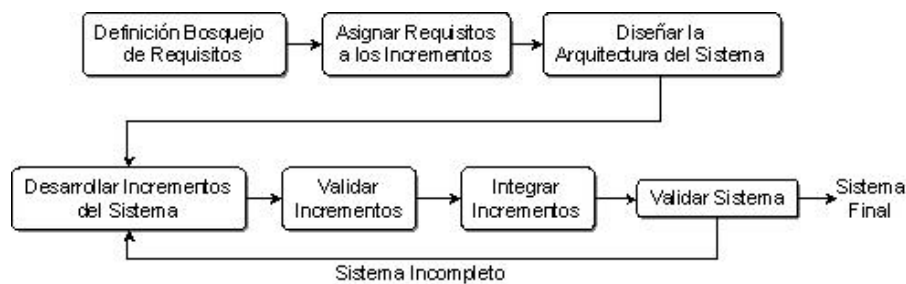 Definición Bosquejo
de Requisitos
Asignar Requisitos
a los Incrementos
Diseñar la
Arquitectura del Sistema
Desarrollar Incrementos
del Sistema
Validar
Incrementos
Integrar
Incrementos
Validar Sistema
Sistema
Final
Sistema Incompleto